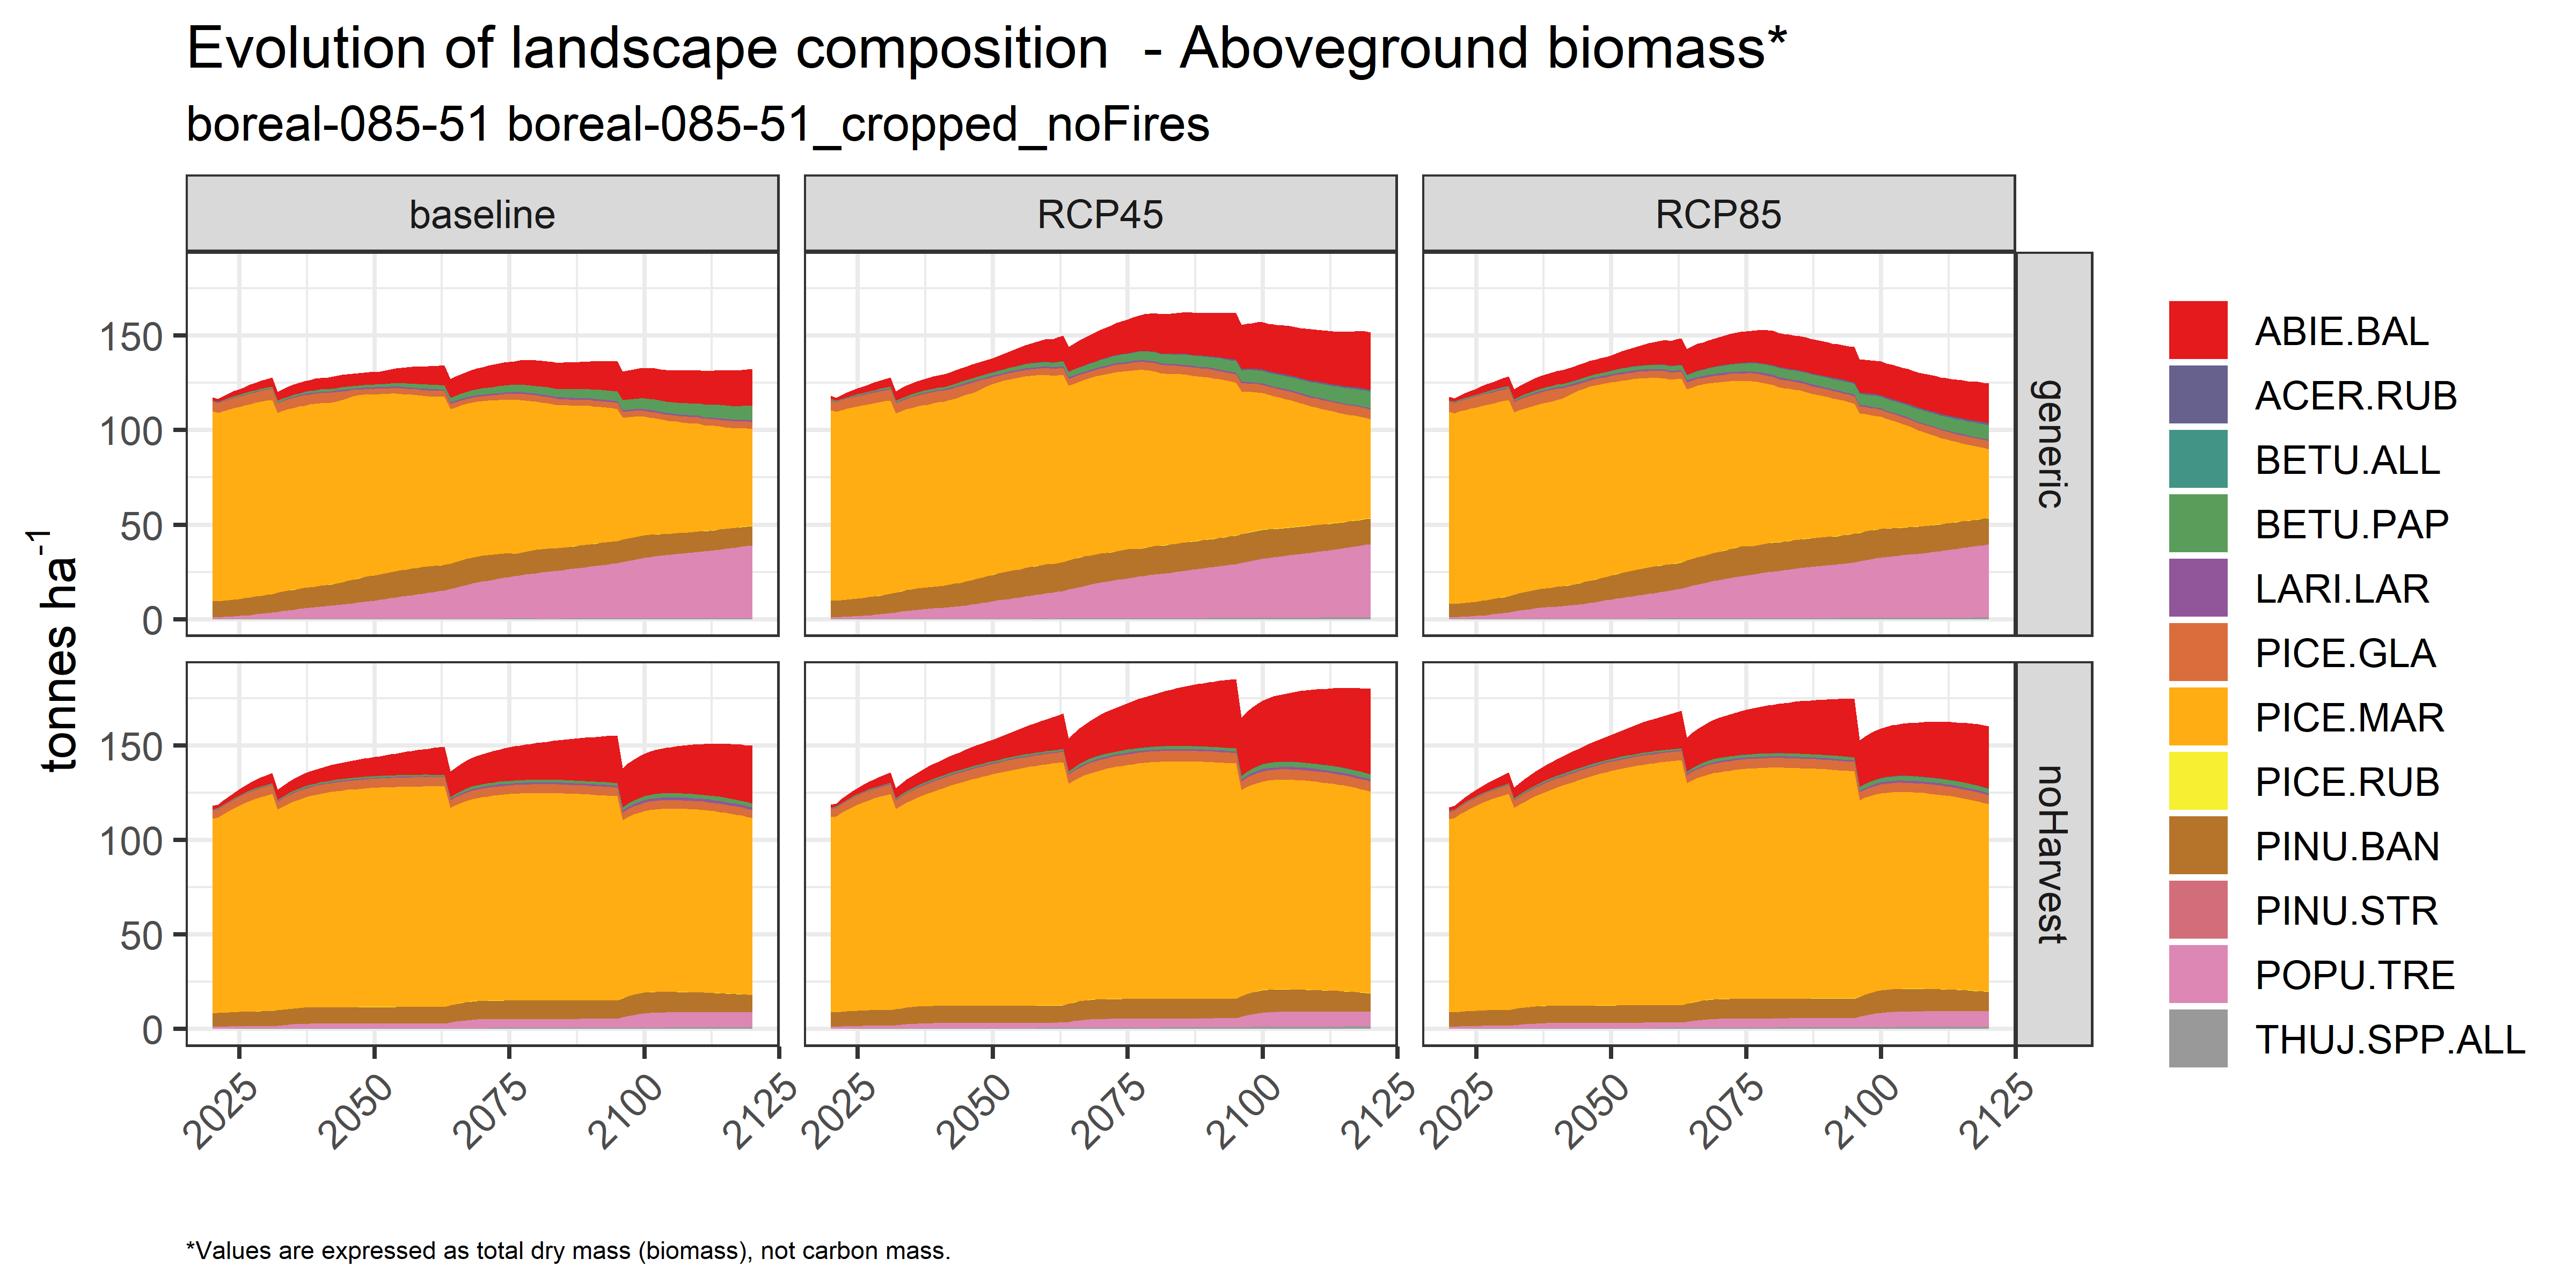 Evolution of landscape composition  - Aboveground biomass*
boreal-085-51 boreal-085-51_cropped_noFires
baseline RCP45 RCP85
tonnes ha-1
150
100
50
0
generic
150
100
50
0
noHarvest
2025 2050 2075 2100 2125 2025 2050 2075 2100 2125 2025 2050 2075 2100 2125
ABIE.BAL
ACER.RUB
BETU.ALL
BETU.PAP
LARI.LAR
PICE.GLA
PICE.MAR
PICE.RUB
PINU.BAN
PINU.STR
POPU.TRE
THUJ.SPP.ALL
*Values are expressed as total dry mass (biomass), not carbon mass.